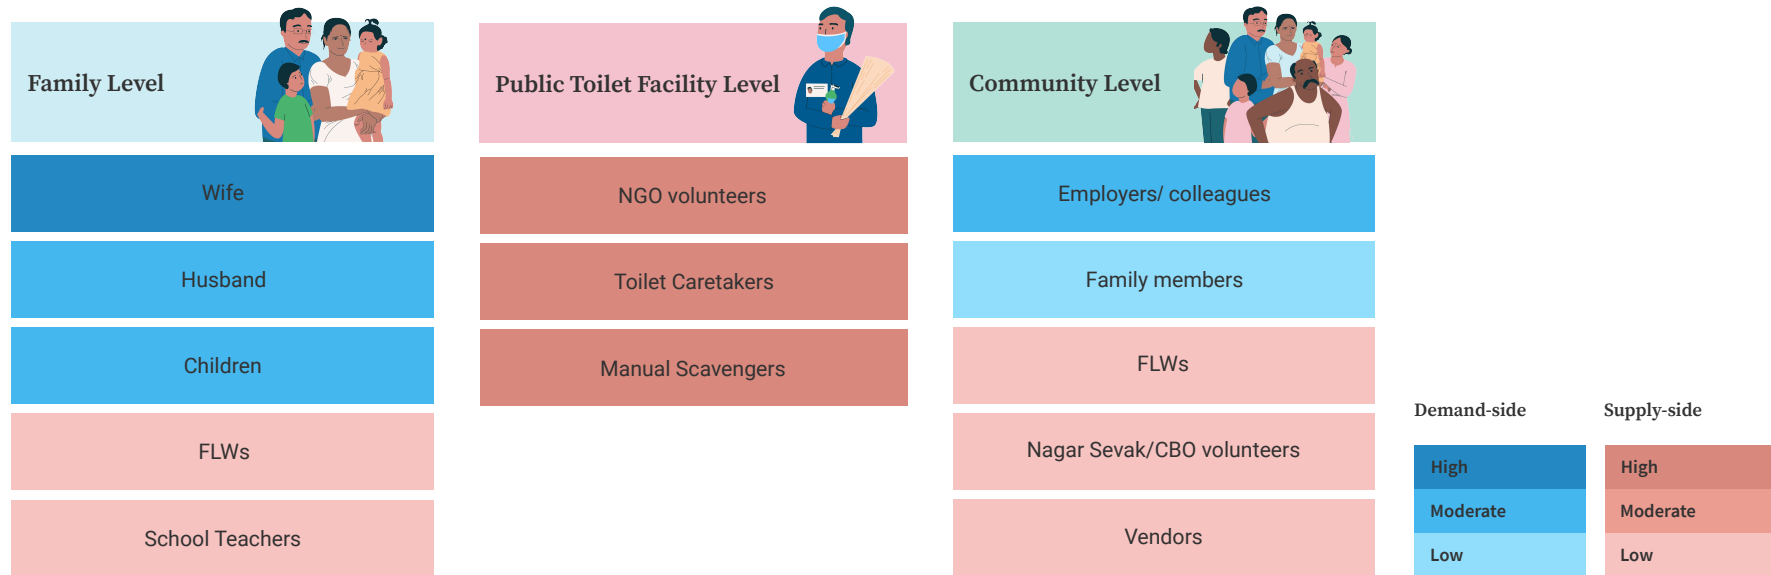 Family Level
Wife
Husband
Children
FLWs
School Teachers
Public Toilet Facility Level
NGO volunteers
Toilet Caretakers
Manual Scavengers
Community Level
Employers/ colleagues
Family members
FLWs
Nagar Sevak/CBO volunteers
Vendors
Demand-side
High
Moderate
Low
Supply-side
High
Moderate
Low